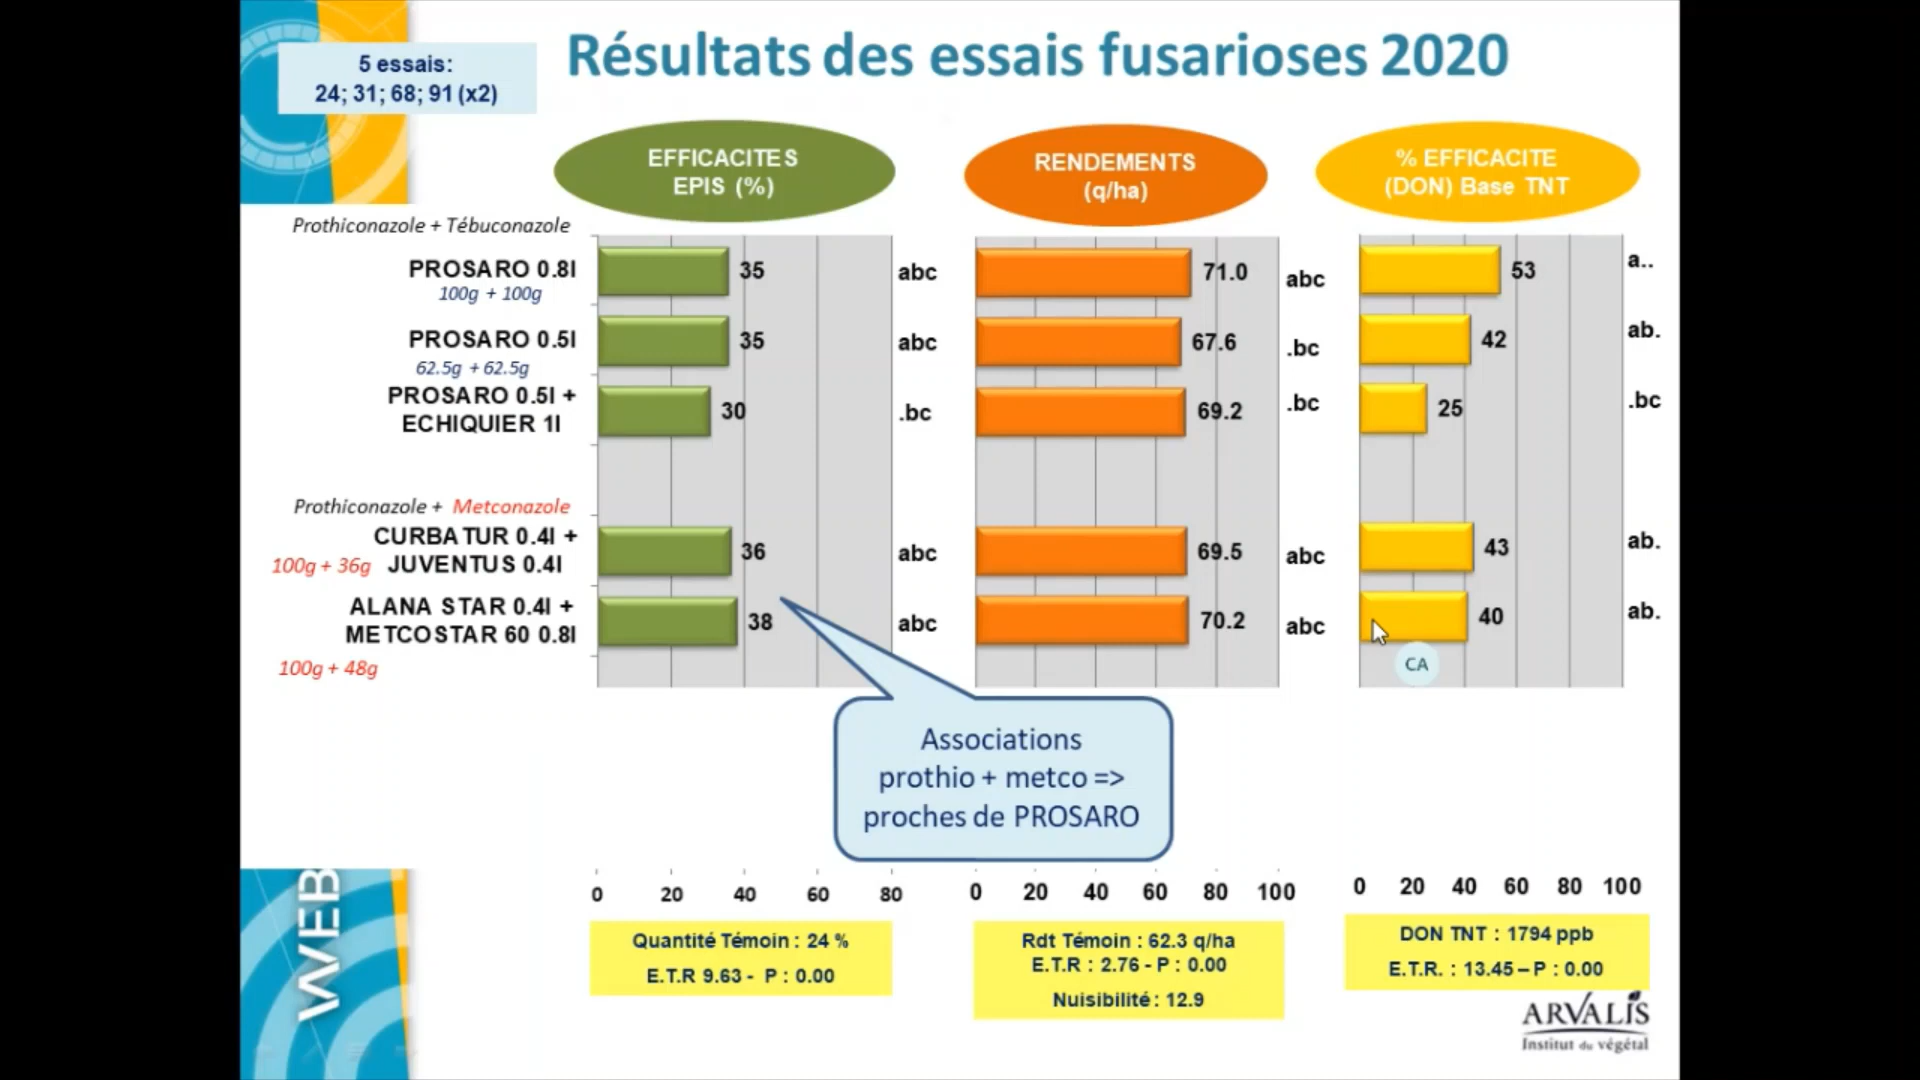 5 essais:
24; 31; 68; 91 (x2)
Résultats des essais fusarioses 2020
EFFICACITES
EPIS (%)
RENDEMENTS
(q/ha)
% EFFICACITE
(DON) Base TNT
Prothiconazole + Tébuconazole
PROSARO 0.8l
100g + 100g
35
abc
71.0
abc
53
a..
PROSARO 0.5l
62.5g + 62.5g
35
abc
67.6
.bc
42
ab.
PROSARO 0.5l +
ECHIQUIER 1l
30
.bc
69.2
.bc
25
.bc
Prothiconazole + Metconazole
CURBATUR 0.4l +
100g + 36g JUVENTUS 0.4l
36
abc
69.5
abc
43
ab.
ALANA STAR 0.4l +
METCOSTAR 60 0.8l
100g + 48g
38
abc
70.2
abc
40
ab.
CA
Associations
prothio + metco =>
proches de PROSARO
0 20 40 60 80
0 20 40 60 80 100
0 20 40 60 80 100
Quantité Témoin : 24 %
E.T.R 9.63 - P : 0.00
Rdt Témoin : 62.3 q/ha
E.T.R : 2.76 - P : 0.00
Nuisibilité : 12.9
DON TNT : 1794 ppb
E.T.R. : 13.45 – P : 0.00
WEB
ARVALIS
Institut du végétal